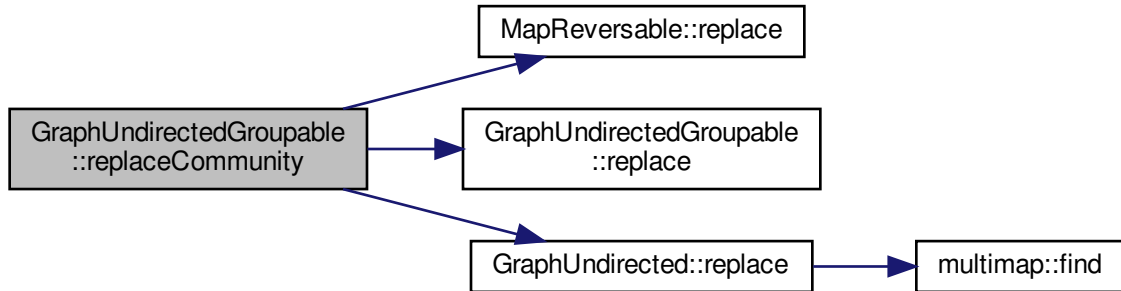 MapReversable::replace
GraphUndirectedGroupable
::replaceCommunity
GraphUndirectedGroupable
::replace
GraphUndirected::replace
multimap::find